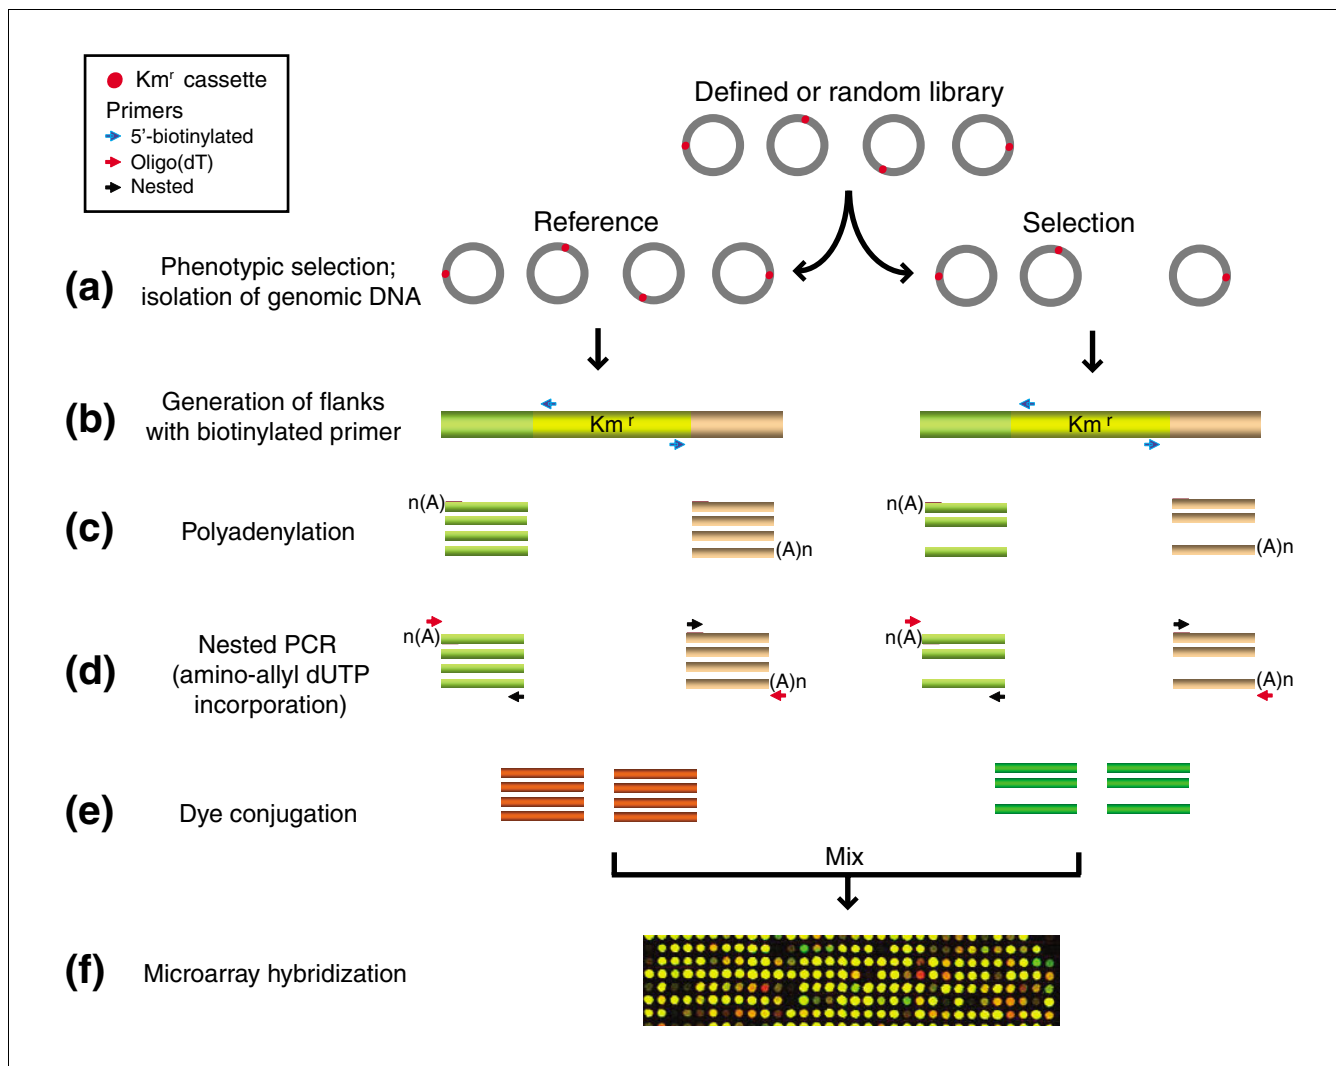 Kmʳ cassette
Primers
5'-biotinylated
Oligo(dT)
Nested
Defined or random library
Reference
Selection
(a)
Phenotypic selection;
isolation of genomic DNA
(b)
Generation of flanks
with biotinylated primer
Km ʳ
Km ʳ
(c)
Polyadenylation
n(A)
(A)n
n(A)
(A)n
(d)
Nested PCR
(amino-allyl dUTP
incorporation)
n(A)
(A)n
n(A)
(A)n
(e)
Dye conjugation
Mix
(f)
Microarray hybridization